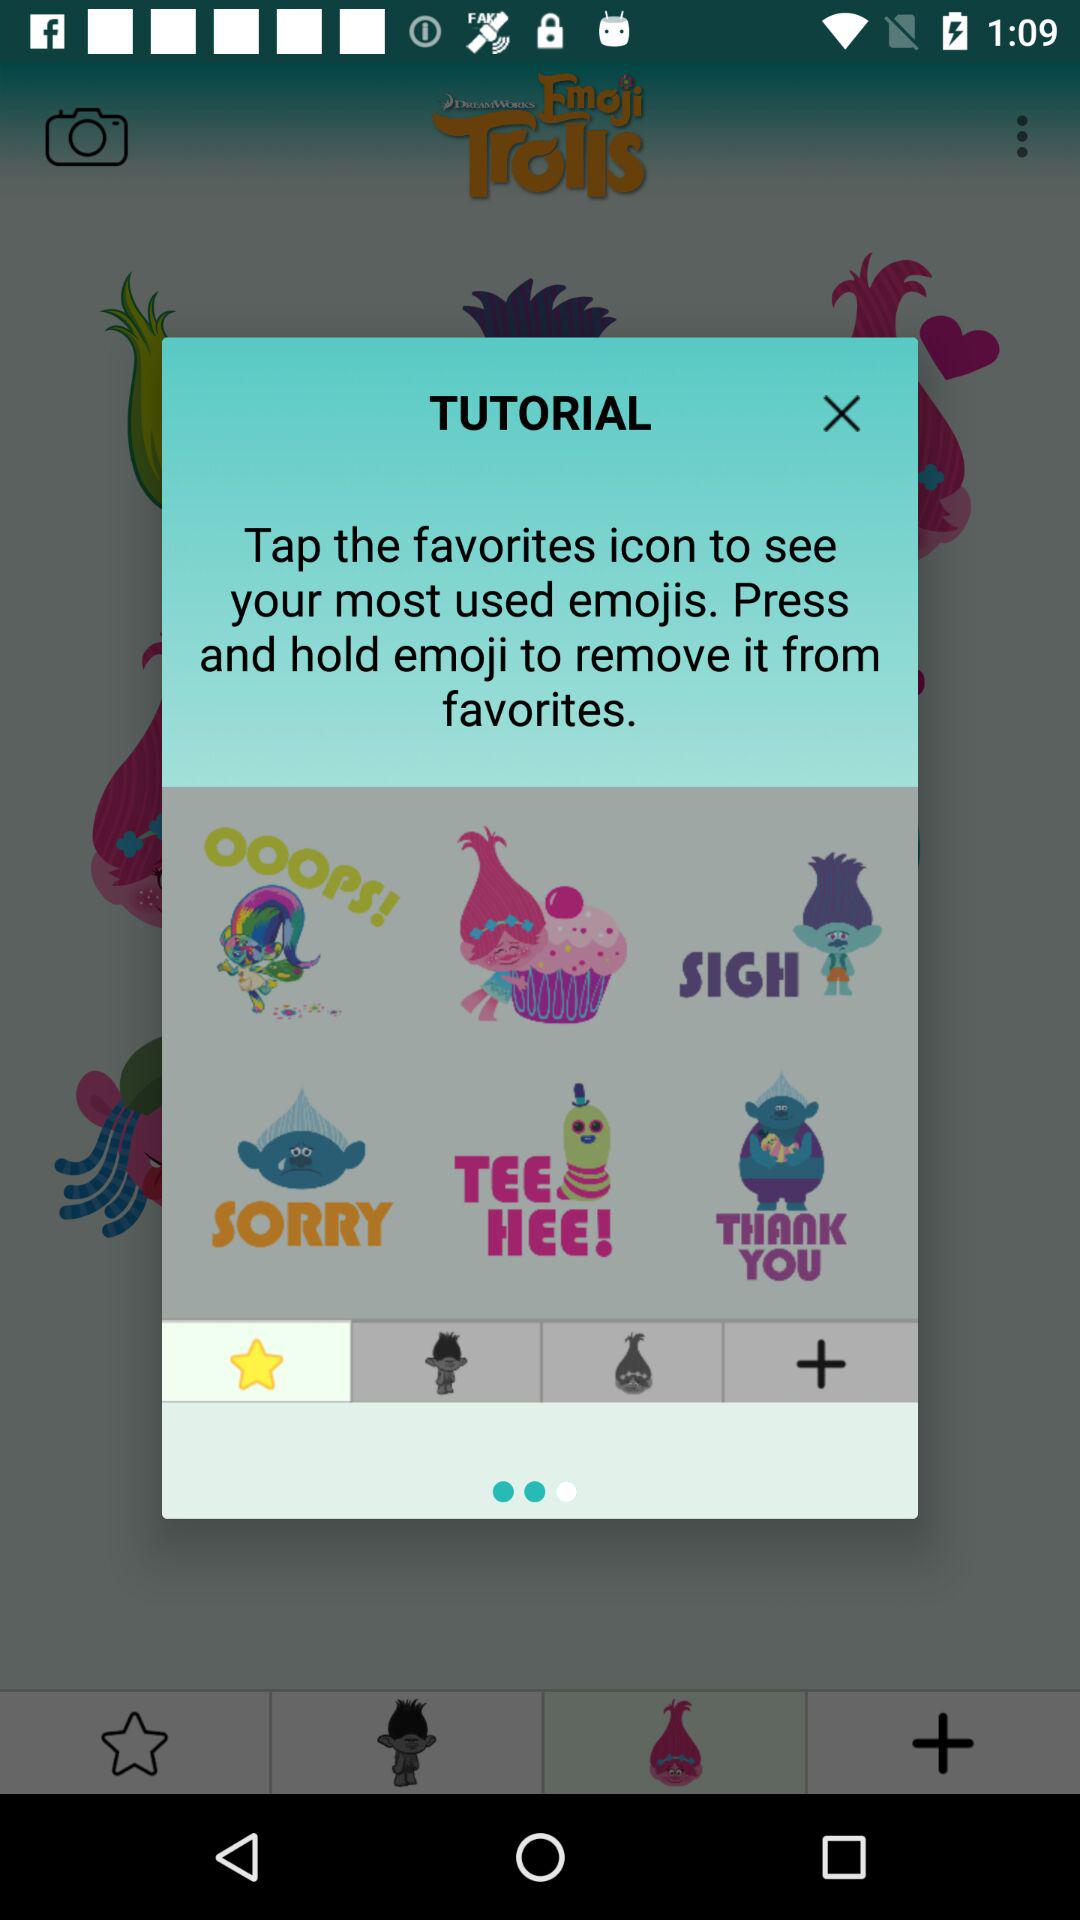 FAKE
1:09
DREAMWORKS
Emoji
Trolls
TUTORIAL
Tap the favorites icon to see
your most used emojis. Press
and hold emoji to remove it from
favorites.
OOOPS!
SIGH
SORRY
TEE
HEE!
THANK
YOU